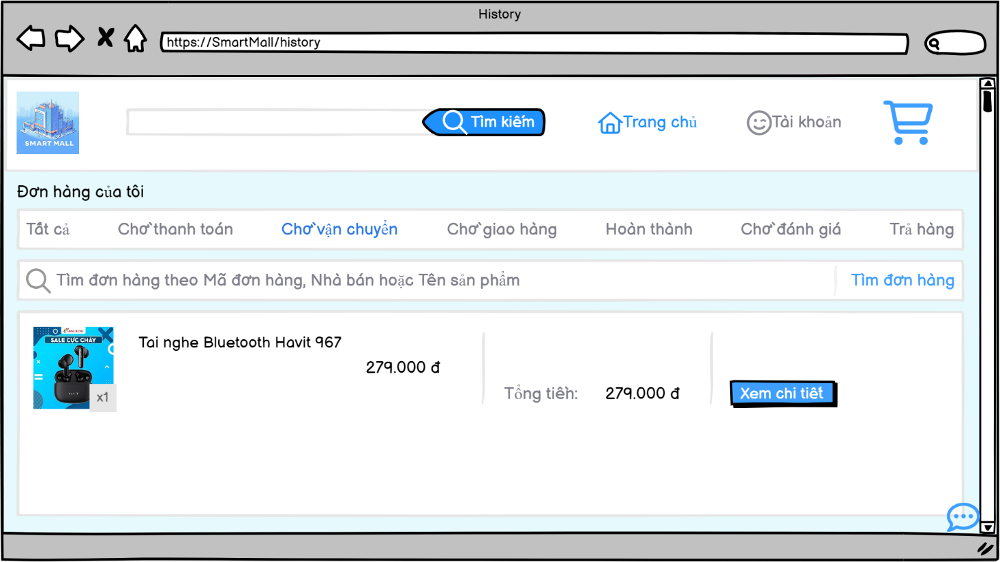 History
https://SmartMall/history
SMART MALL
Tìm kiếm
Trang chủ
Tài khoản
Đơn hàng của tôi
Tất cả
Chờ thanh toán
Chờ vận chuyển
Chờ giao hàng
Hoàn thành
Chờ đánh giá
Trả hàng
Tìm đơn hàng theo Mã đơn hàng, Nhà bán hoặc Tên sản phẩm
Tìm đơn hàng
SALE CỰC CHÁY
HAVIT
x1
Tai nghe Bluetooth Havit 967
279.000 đ
Tổng tiền:
279.000 đ
Xem chi tiết